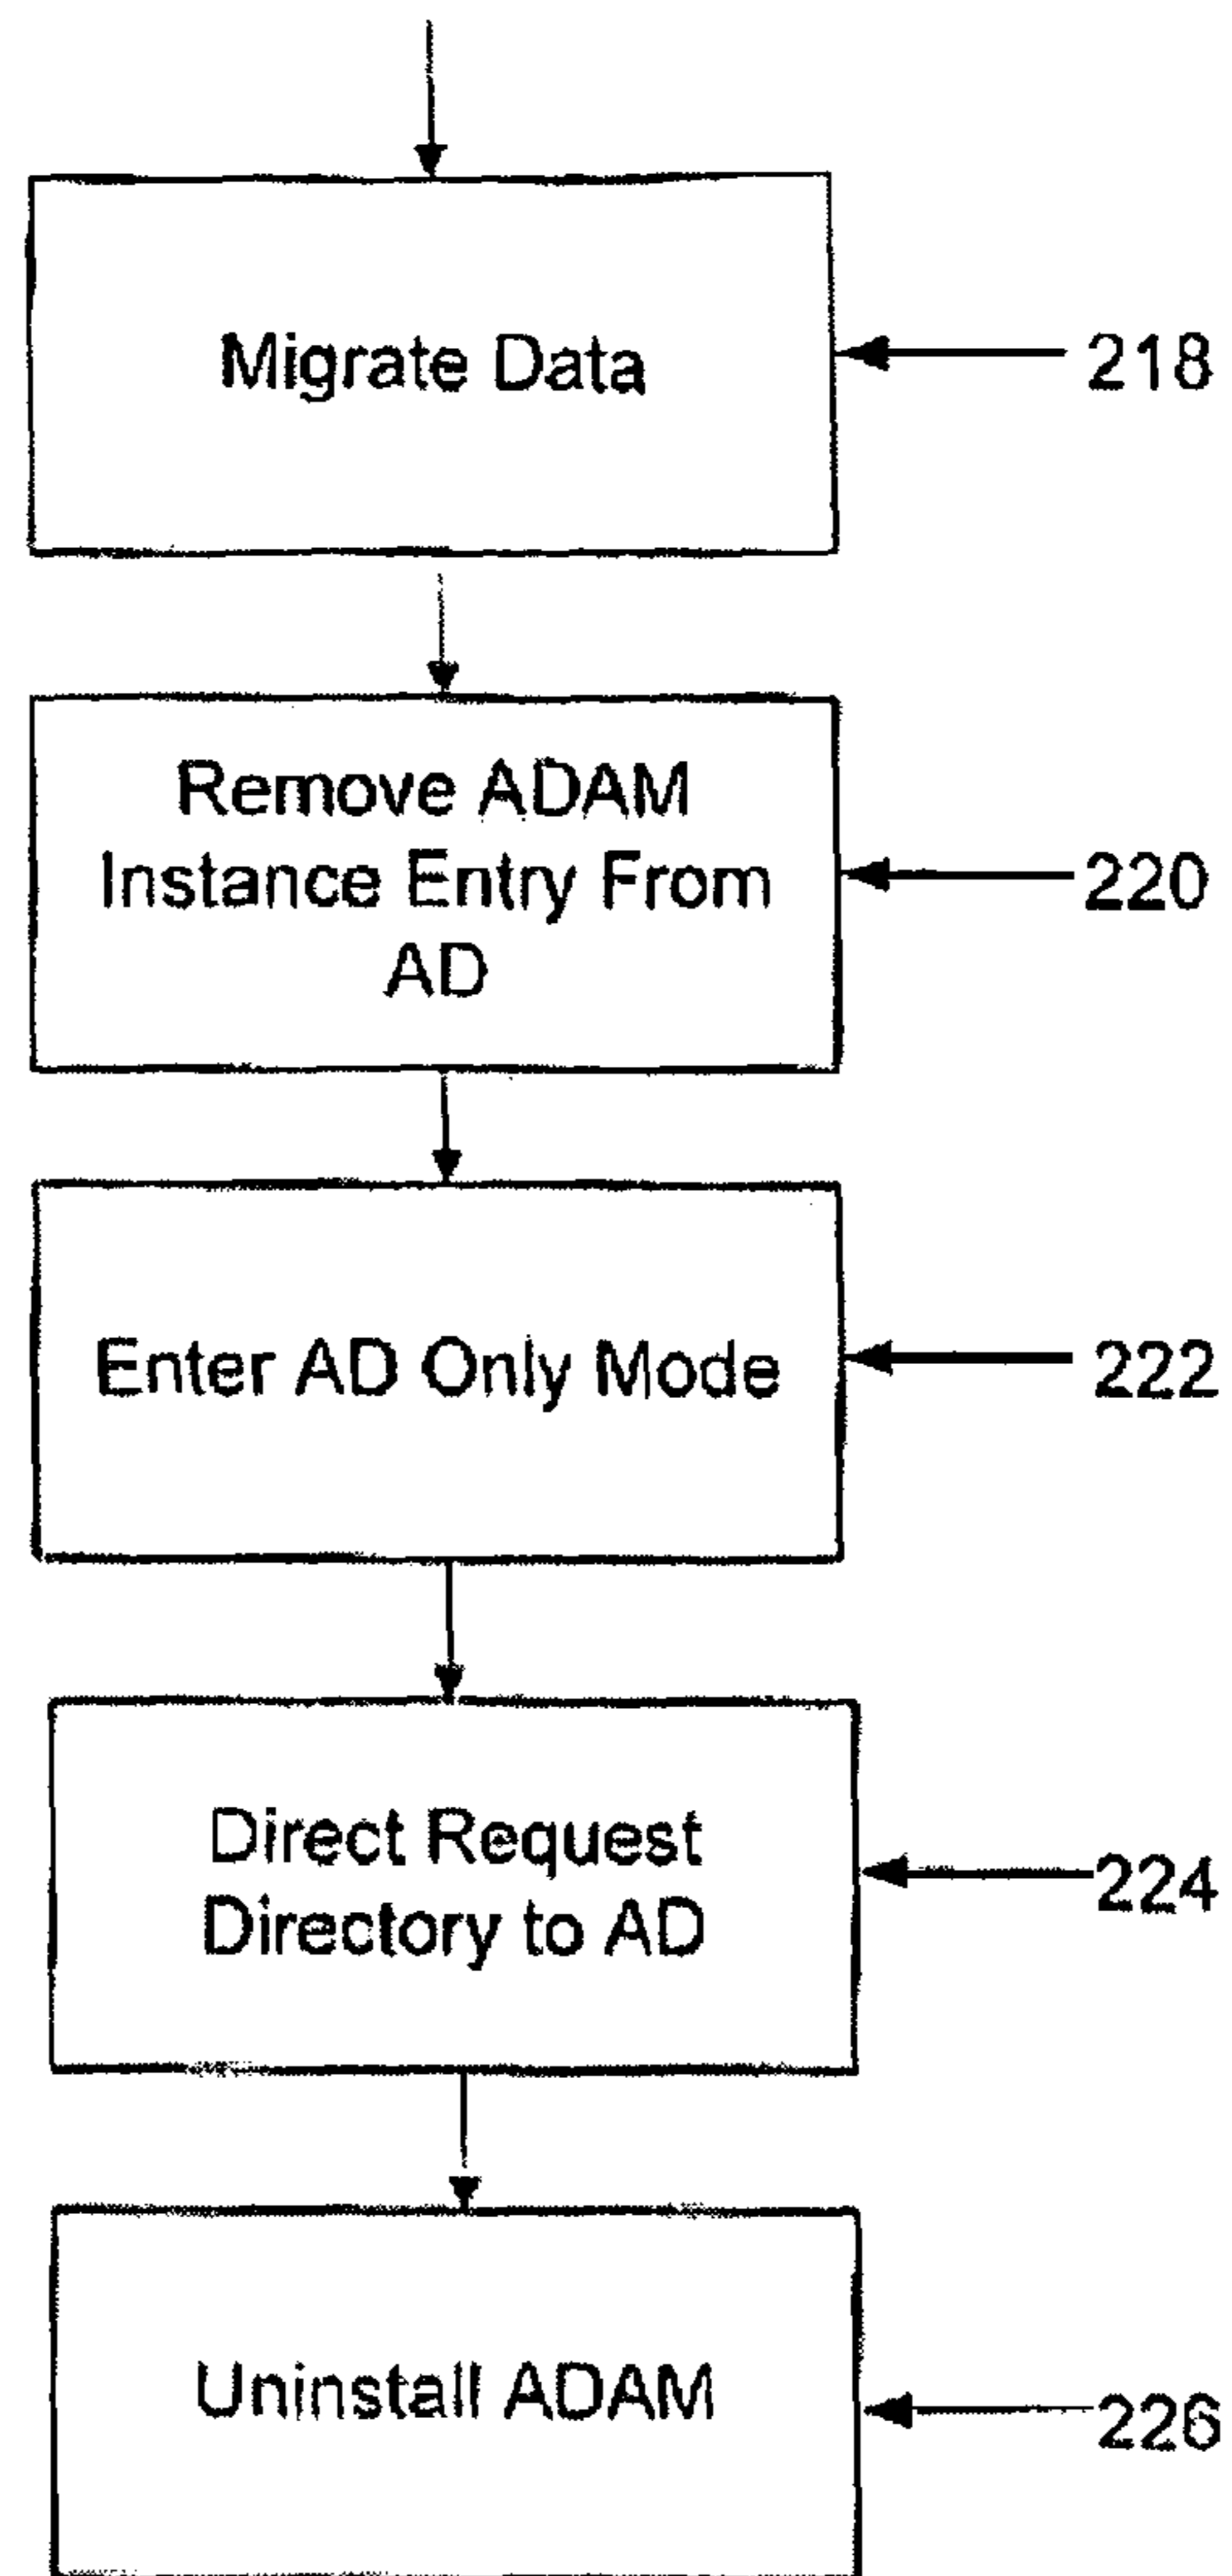 Migrate Data
218
Remove ADAM
Instance Entry From
AD
220
Enter AD Only Mode
222
Direct Request
Directory to AD
224
Uninstall ADAM
226